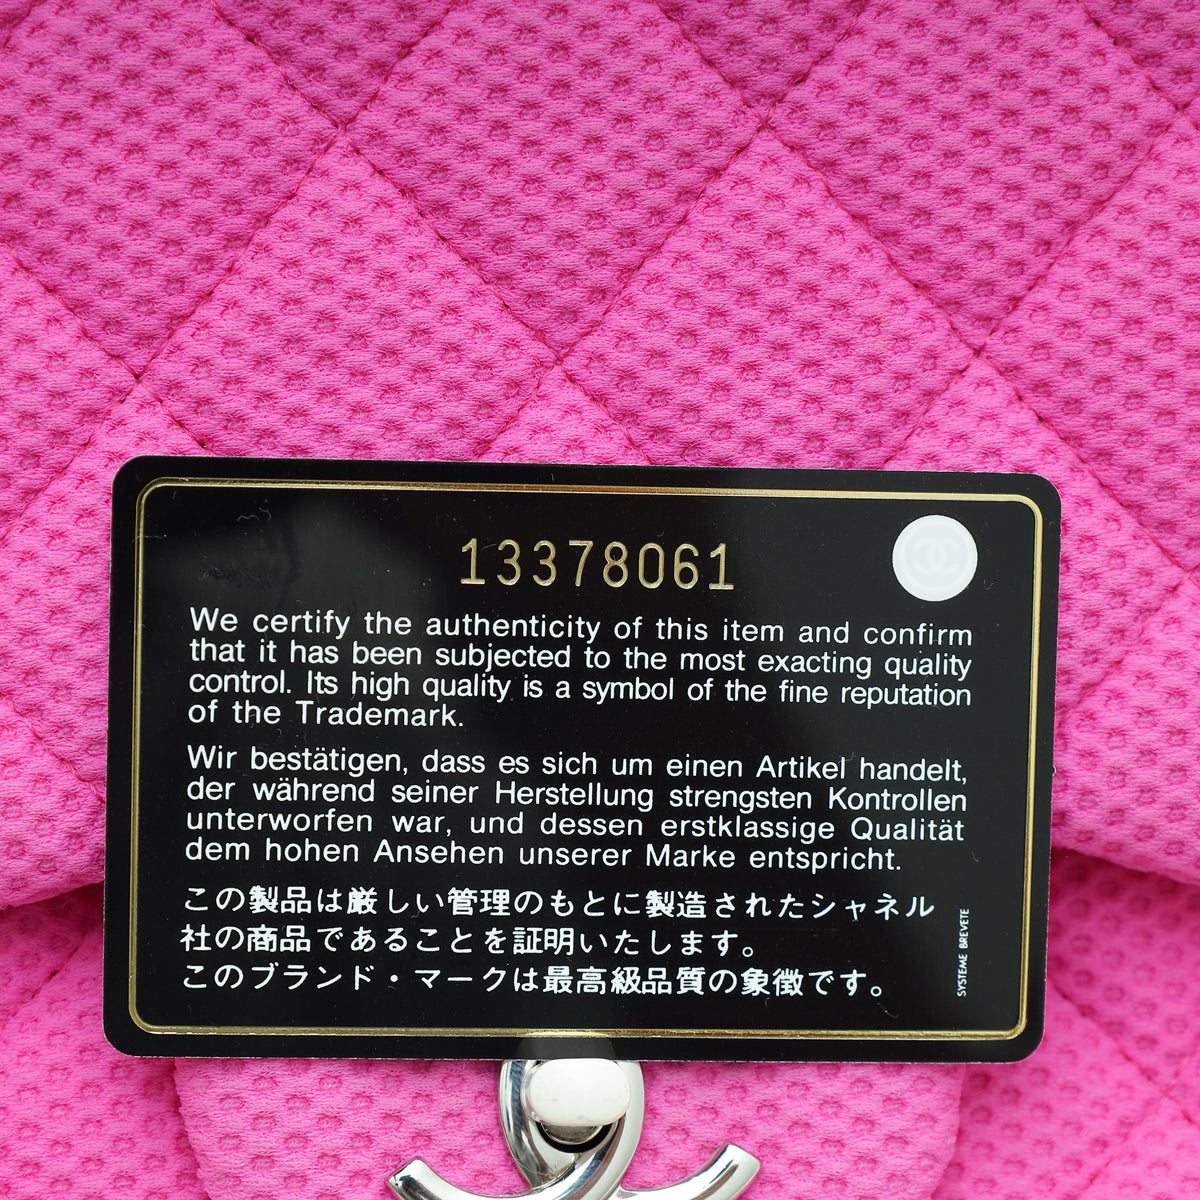 13378061
We certify the authenticity of this item and confirm
that it has been subjected to the most exacting quality
control. Its high quality is a symbol of the fine reputation
of the Trademark.
Wir bestätigen, dass es sich um einen Artikel handelt,
der während seiner Herstellung strengsten Kontrollen
unterworfen war, und dessen erstklassige Qualität
dem hohen Ansehen unserer Marke entspricht.
この製品は厳しい管理のもとに製造されたシャネル
社の商品であることを証明いたします。
このブランド・マークは最高級品質の象徴です。
SYSTEME BREVETE